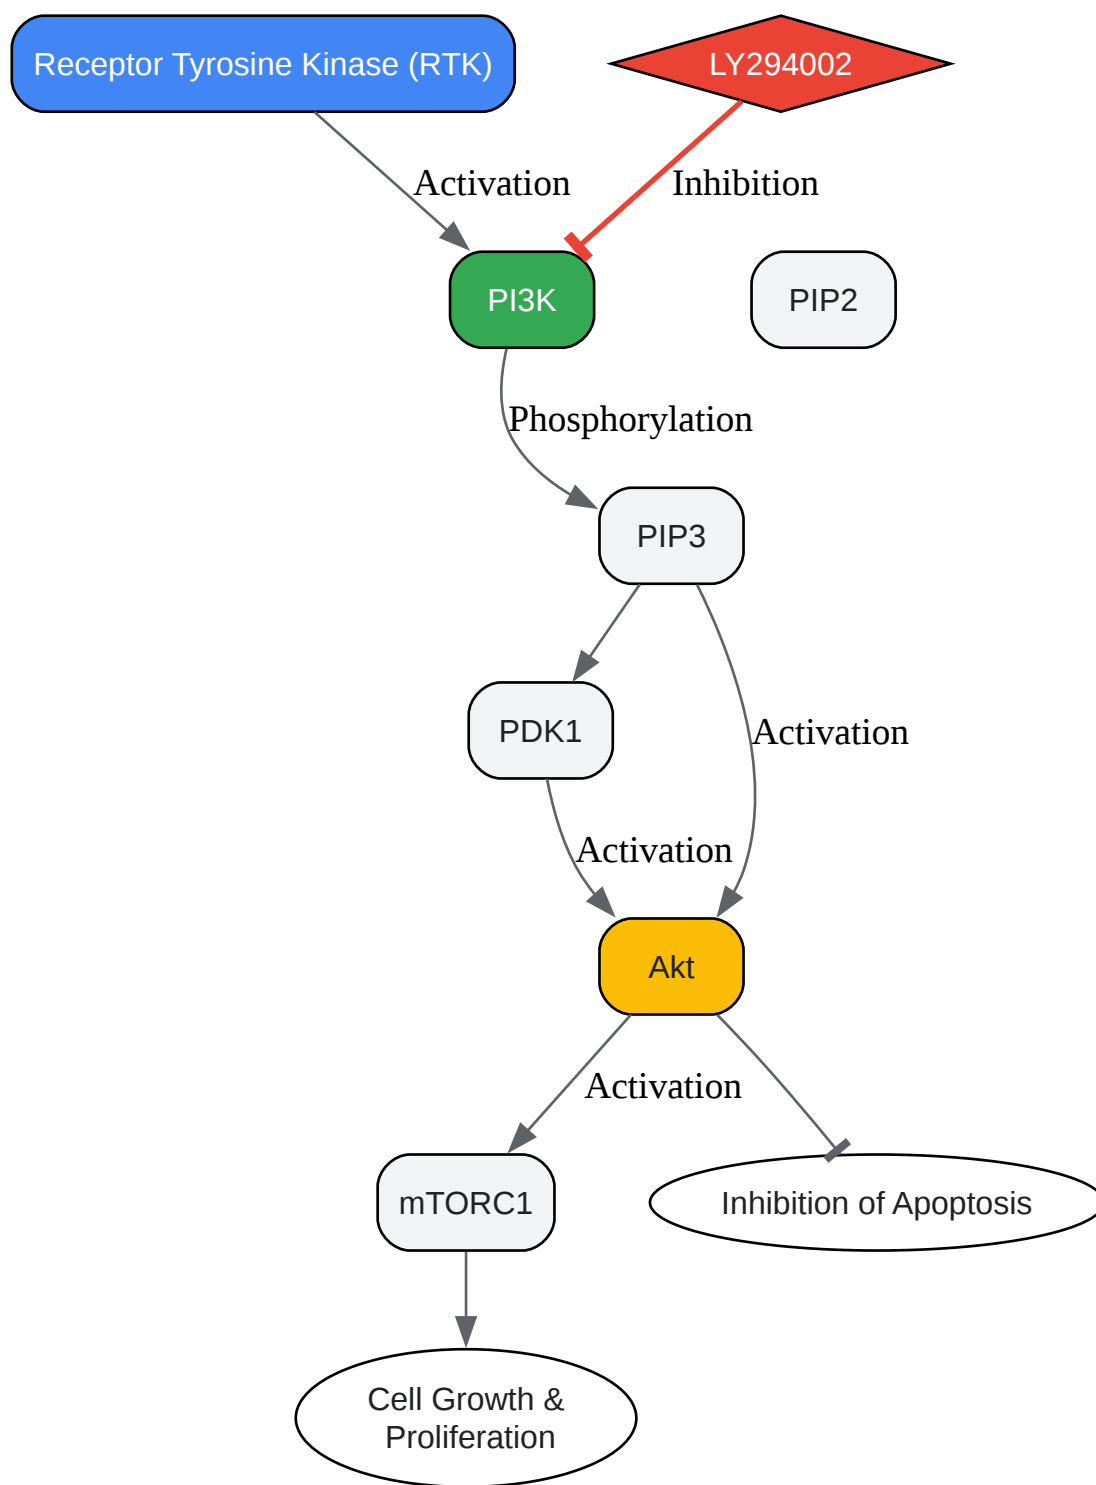 Receptor Tyrosine Kinase (RTK)
LY294002
Activation
Inhibition
PI3K
PIP2
Phosphorylation
PIP3
PDK1
Activation
Activation
Akt
Activation
mTORC1
Inhibition of Apoptosis
Cell Growth &
Proliferation